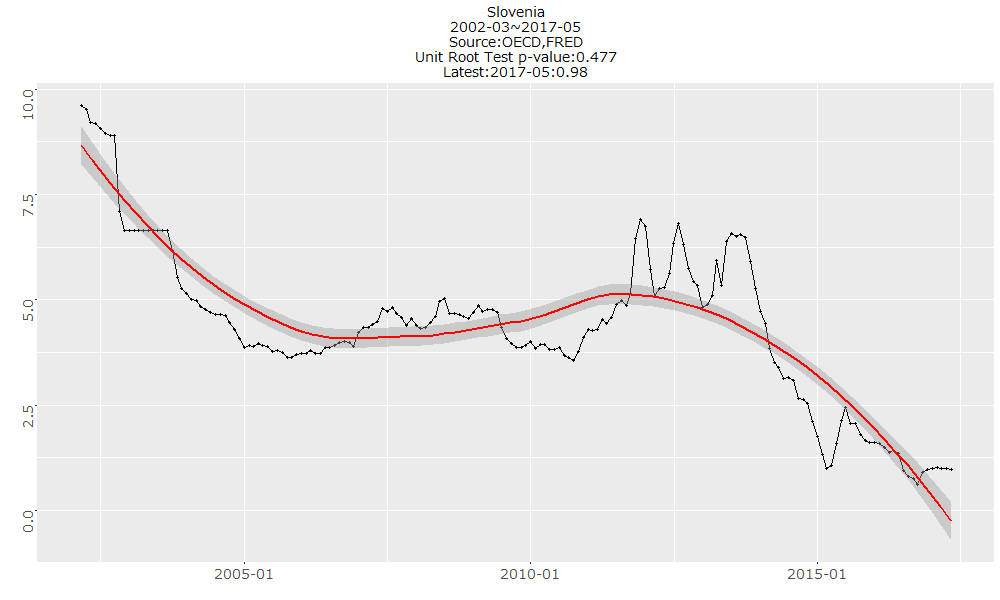 Slovenia
2002-03~2017-05
Source:OECD,FRED
Unit Root Test p-value:0.477
Latest:2017-05:0.98
10.0
7.5
5.0
2.5
0.0
2005-01
2010-01
2015-01